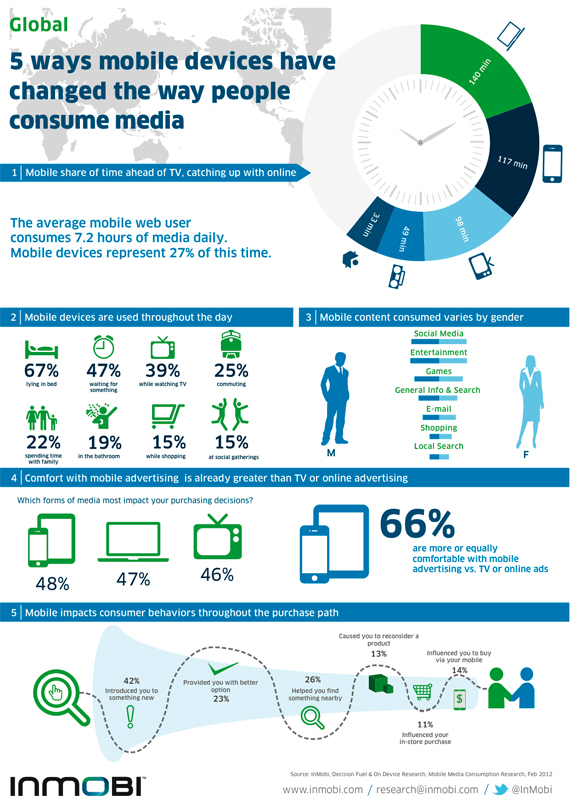 Global
5 ways mobile devices have
changed the way people
consume media
140 min
117 min
98 min
49 min
33 min
1 Mobile share of time ahead of TV, catching up with online
The average mobile web user
consumes 7.2 hours of media daily.
Mobile devices represent 27% of this time.
2 Mobile devices are used throughout the day
67%
lying in bed
47%
waiting for
something
39%
while watching TV
25%
commuting
22%
spending time
with family
19%
in the bathroom
15%
while shopping
15%
at social gatherings
3 Mobile content consumed varies by gender
Social Media
Entertainment
Games
General Info & Search
E-mail
Shopping
Local Search
M
F
4 Comfort with mobile advertising is already greater than TV or online advertising
Which forms of media most impact your purchasing decisions?
48%
47%
46%
66%
are more or equally
comfortable with mobile
advertising vs. TV or online ads
5 Mobile impacts consumer behaviors throughout the purchase path
42%
Introduced you to
something new
Provided you with better
option
23%
26%
Helped you find
something nearby
Caused you to reconsider a
product
13%
11%
Influenced your
in-store purchase
Influenced you to buy
via your mobile
14%
$
Source: InMobi, Decision Fuel & On Device Research, Mobile Media Consumption Research, Feb 2012
INMOBI™
www.inmobi.com / research@inmobi.com / @InMobi